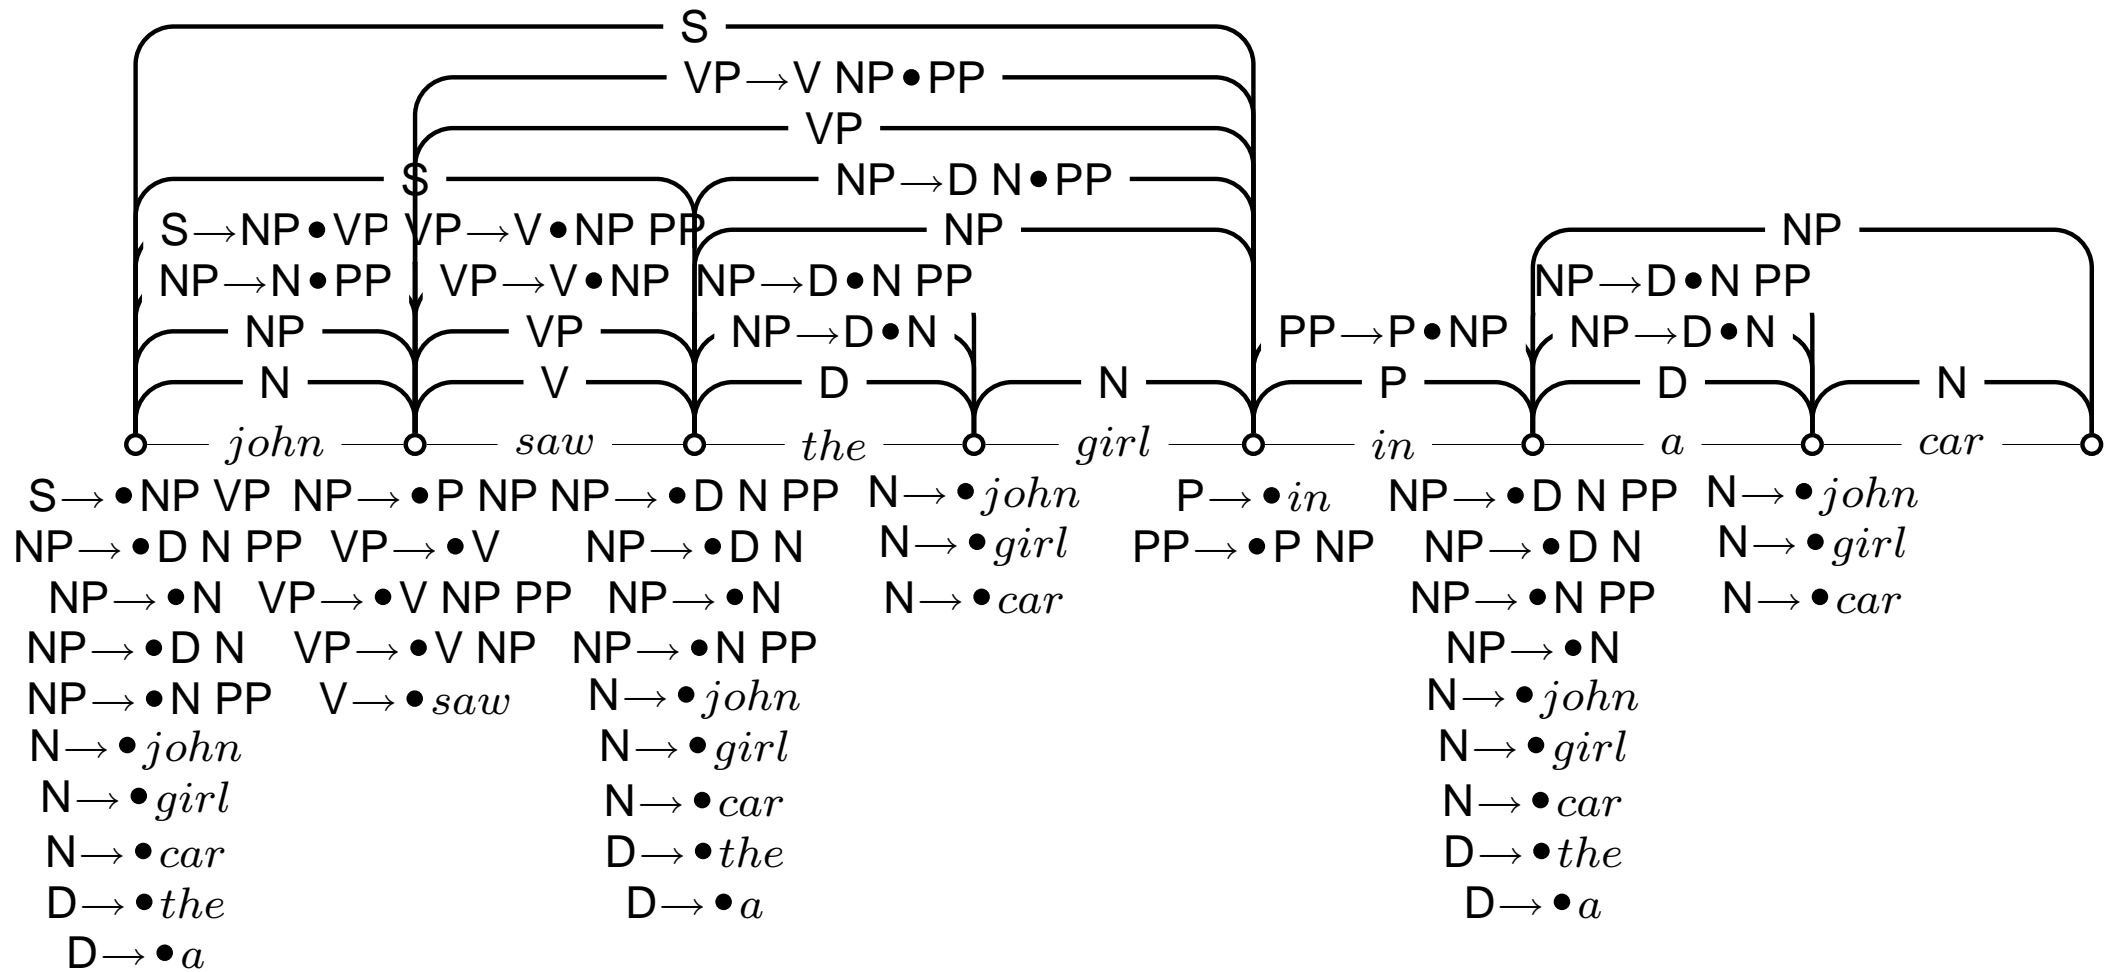 S
VP→V NP•PP
VP
S NP→D N•PP
S→NP•VP VP→V•NP PP NP NP
NP→N•PP VP→V•NP NP→D•N PP NP→D•N PP
NP VP NP→D•N PP→P•NP NP→D•N
N V D N P D N
john saw the girl in a car
S→•NP VP NP→•P NP NP→•D N PP N→•john P→•in NP→•D N PP N→•john
NP→•D N PP VP→•V NP→•D N N→•girl PP→•P NP NP→•D N N→•girl
NP→•N VP→•V NP PP NP→•N N→•car NP→•N PP N→•car
NP→•D N VP→•V NP NP→•N PP NP→•N
NP→•N PP V→•saw N→•john N→•john
N→•john N→•girl N→•girl
N→•girl N→•car N→•car
N→•car D→•the D→•the
D→•the D→•a D→•a
D→•a